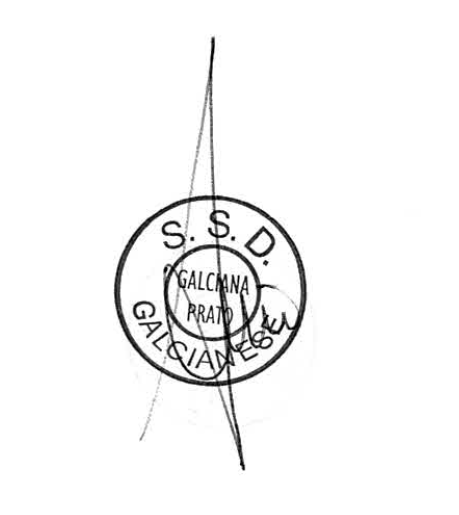 S. S. D.
GALCIANA
PRATO
GALCIANESE